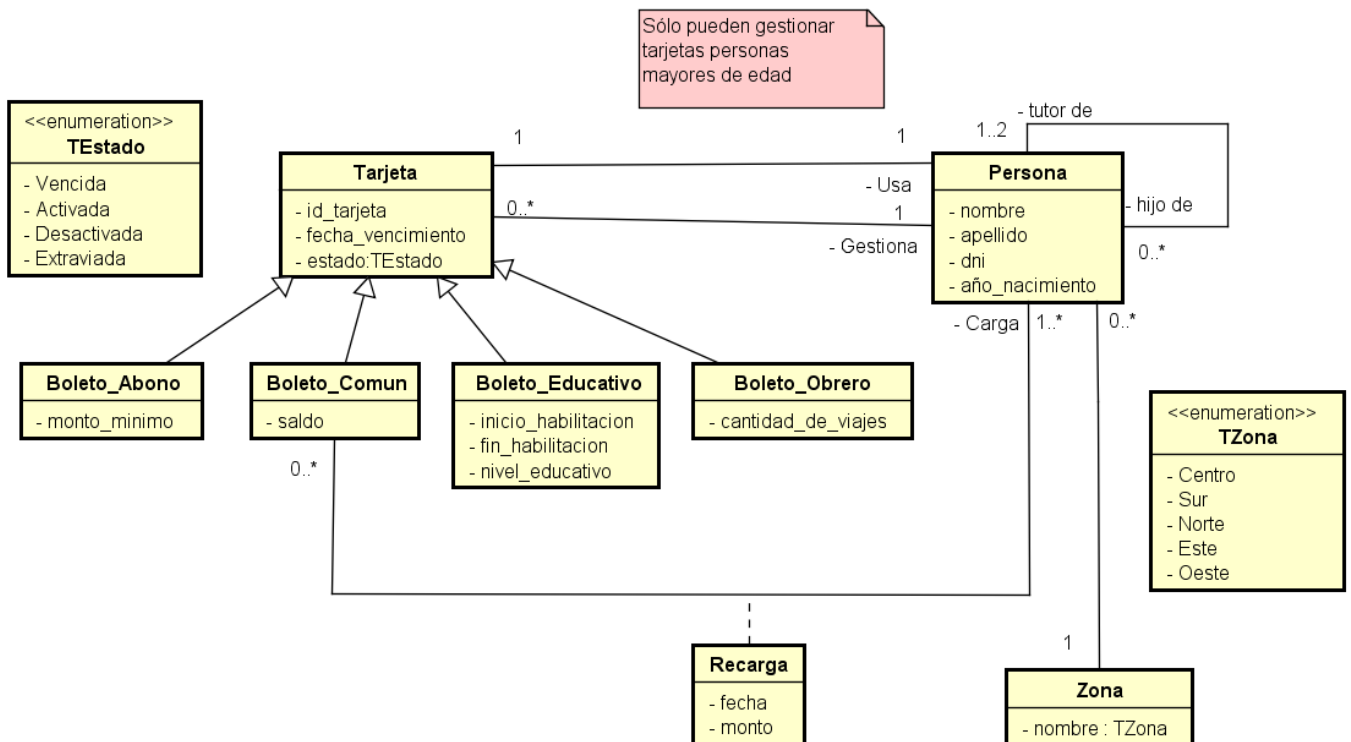 Sólo pueden gestionar
tarjetas personas
mayores de edad
<<enumeration>>
TEstado
- Vencida
- Activada
- Desactivada
- Extraviada
Tarjeta
- id_tarjeta
- fecha_vencimiento
- estado:TEstado
1
1
- Usa
0..*
1
- Gestiona
1..2
- tutor de
Persona
- nombre
- apellido
- dni
- año_nacimiento
- hijo de
0..*
Boleto_Abono
- monto_minimo
Boleto_Comun
- saldo
Boleto_Educativo
- inicio_habilitacion
- fin_habilitacion
- nivel_educativo
Boleto_Obrero
- cantidad_de_viajes
- Carga
1..*
0..*
0..*
<<enumeration>>
TZona
- Centro
- Sur
- Norte
- Este
- Oeste
Recarga
- fecha
- monto
1
Zona
- nombre : TZona